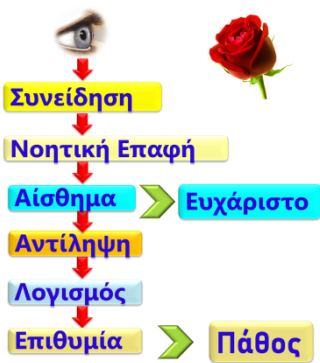 Συνείδηση
Νοητική Επαφή
Αίσθημα
Ευχάριστο
Αντίληψη
Λογισμός
Επιθυμία
Πάθος